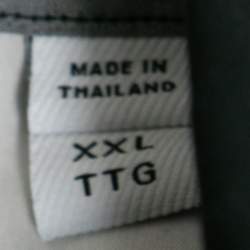 MADE IN
THAILAND
XXL
TTG